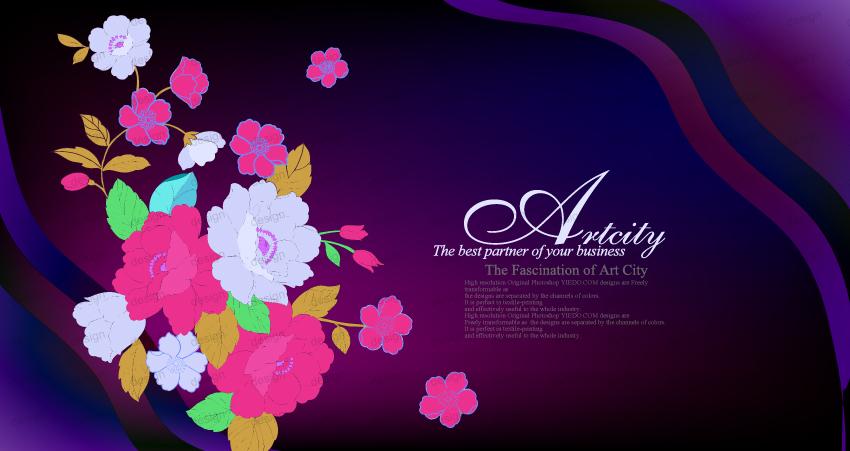 Artcity
The best partner of your business
The Fascination of Art City
High resolution Original Photoshop YIEDO.COM designs are Freely
transformable as
the designs are separated by the channels of colors.
It is perfect to textile-printing
and effectively useful to the whole industry.
High resolution Original Photoshop YIEDO.COM designs are
Freely transformable as the designs are separated by the channels of colors.
It is perfect to textile-printing
and effectively useful to the whole industry.